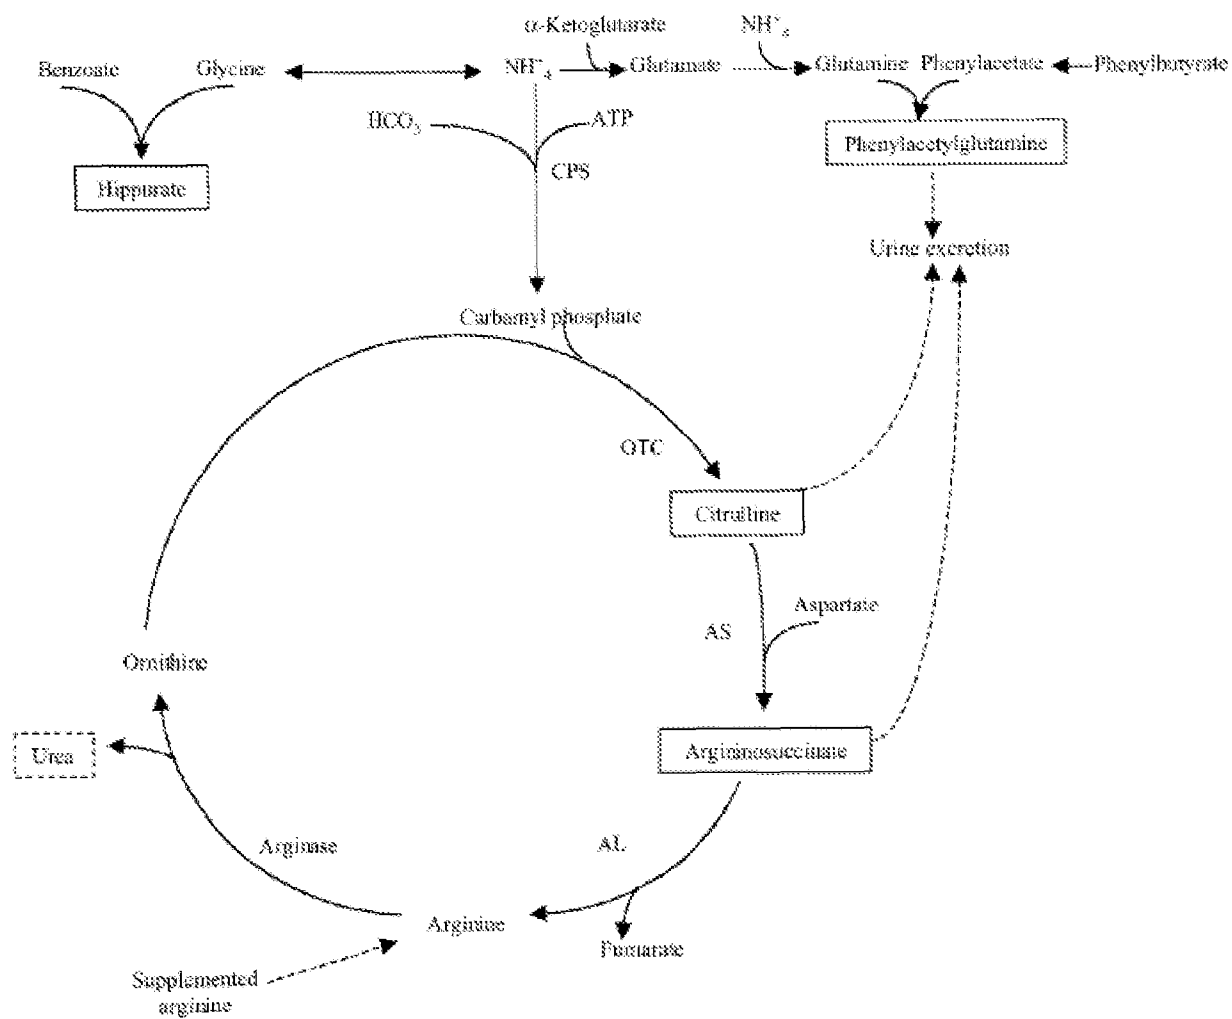 α-Ketoglutarate
NH⁺₄
Benzoate
Glycine
NH⁺₄
Glutamate
Glutamine
Phenylacetate
Phenylbutyrate
HCO₃
ATP
Phenylacetylglutamine
CPS
Hippurate
Urine excretion
Carbamyl phosphate
OTC
Citrulline
Aspartate
AS
Ornithine
Urea
Argininosuccinate
Arginase
AL
Arginine
Fumarate
Supplemented
arginine